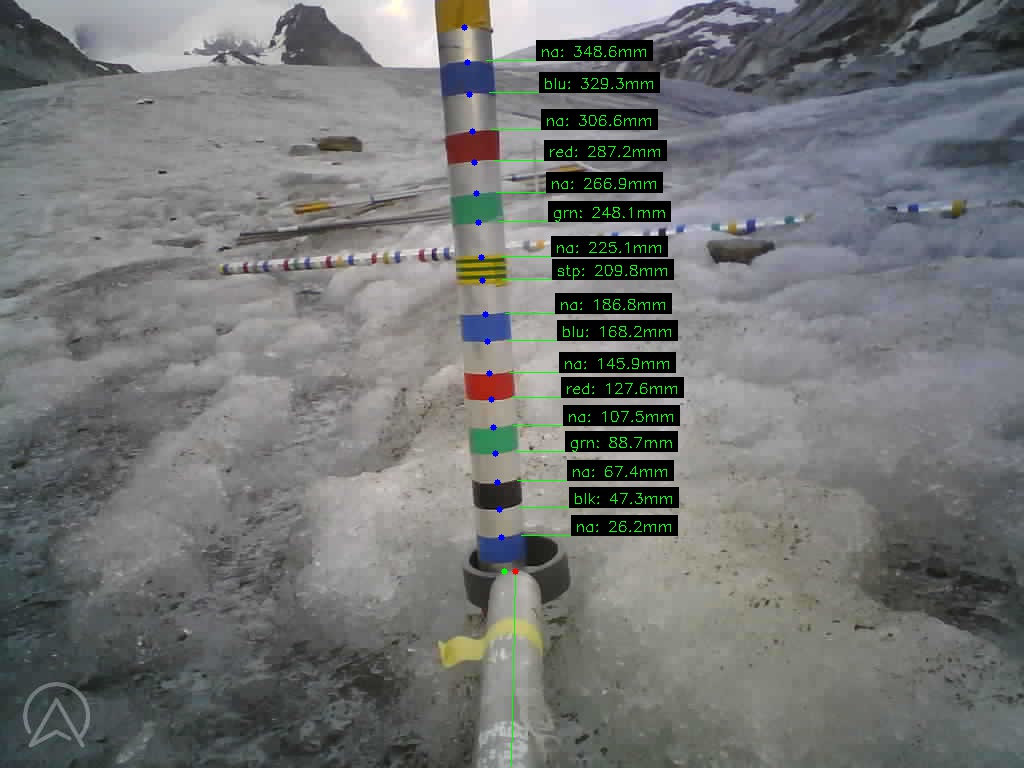 na: 348.6mm
blu: 329.3mm
na: 306.6mm
red: 287.2mm
na: 266.9mm
grn: 248.1mm
na: 225.1mm
stp: 209.8mm
na: 186.8mm
blu: 168.2mm
na: 145.9mm
red: 127.6mm
na: 107.5mm
grn: 88.7mm
na: 67.4mm
blk: 47.3mm
na: 26.2mm